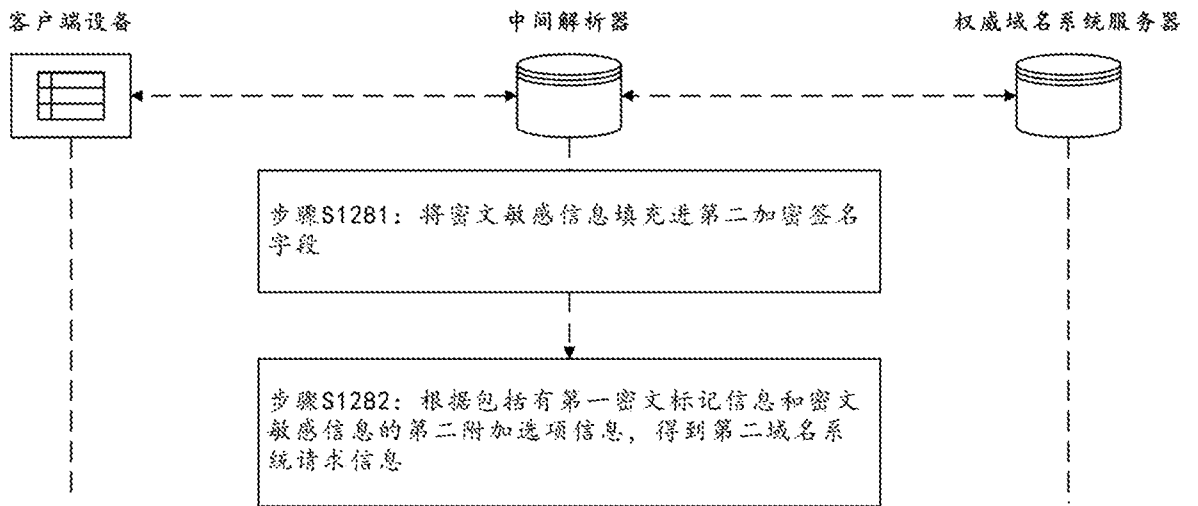 客户端设备
中间解析器
权威域名系统服务器
步骤S1281：将密文敏感信息填充进第二加密签名
字段
步骤S1282：根据包括有第一密文标记信息和密文
敏感信息的第二附加选项信息，得到第二域名系
统请求信息